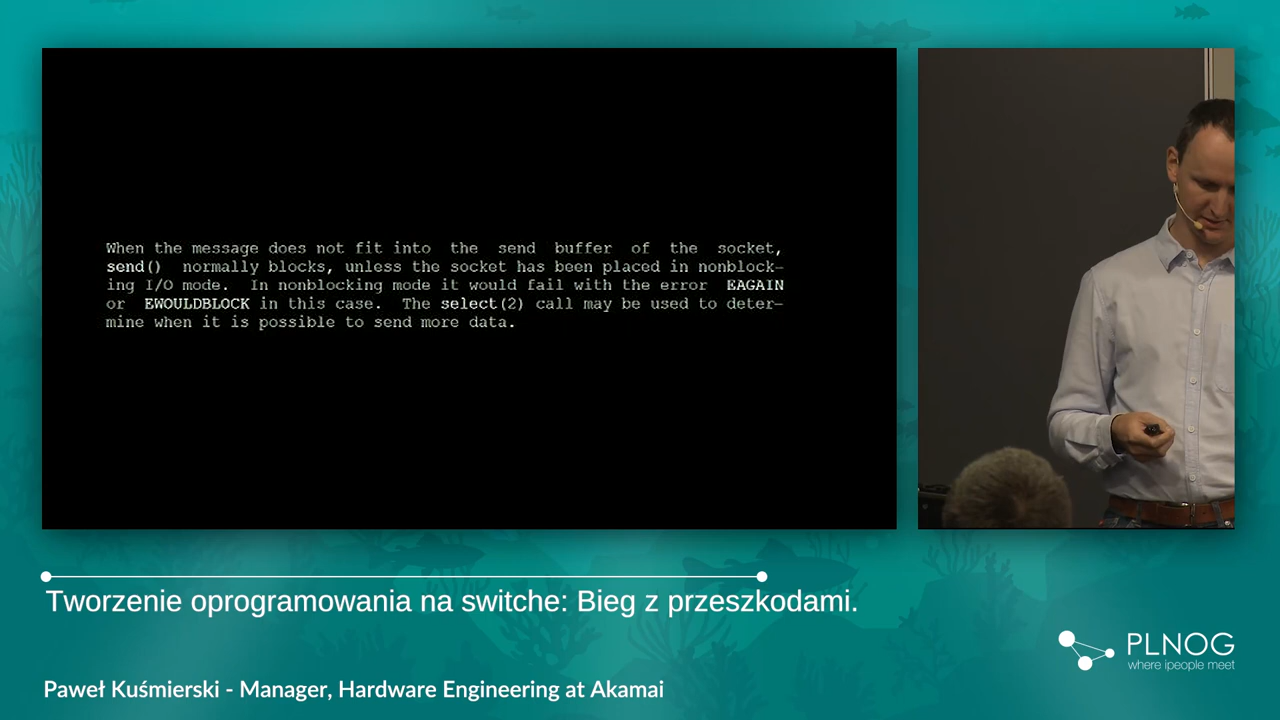 When the message does not fit into the send buffer of the socket,
send() normally blocks, unless the socket has been placed in nonblock-
ing I/O mode. In nonblocking mode it would fail with the error EAGAIN
or EWOULDBLOCK in this case. The select(2) call may be used to deter-
mine when it is possible to send more data.
Tworzenie oprogramowania na switche: Bieg z przeszkodami.
PLNOG
where ipeople meet
Paweł Kuśmierski - Manager, Hardware Engineering at Akamai